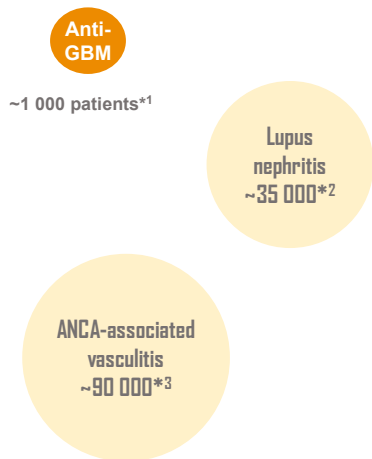 Anti-
GBM
~1 000 patients*1
Lupus
nephritis
~35 000*2
ANCA-associated
vasculitis
~90 000*3